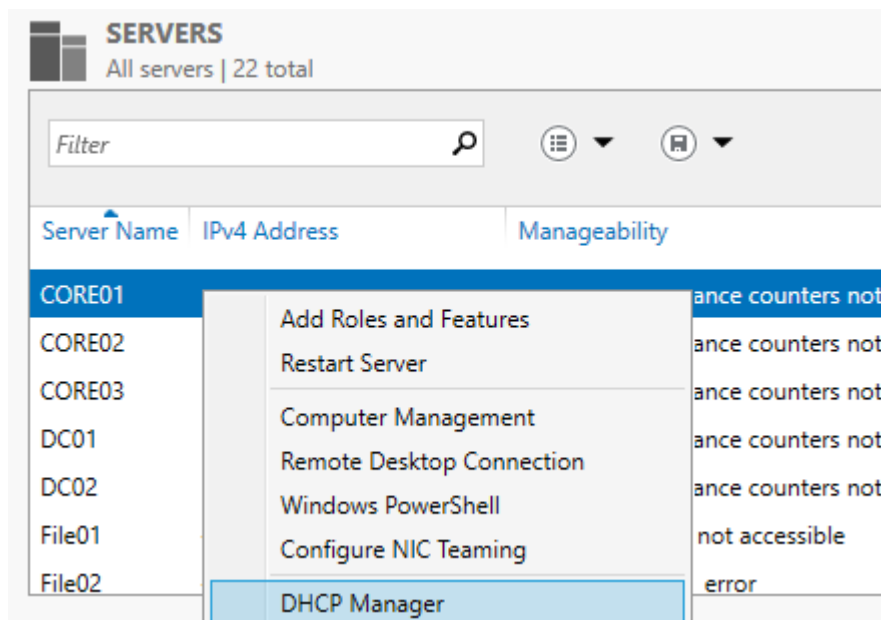 SERVERS
All servers | 22 total
Filter
Server Name IPv4 Address Manageability
CORE01 ance counters not
CORE02 ance counters not
CORE03 ance counters not
DC01 ance counters not
DC02 ance counters not
File01 not accessible
File02 error
Add Roles and Features
Restart Server
Computer Management
Remote Desktop Connection
Windows PowerShell
Configure NIC Teaming
DHCP Manager